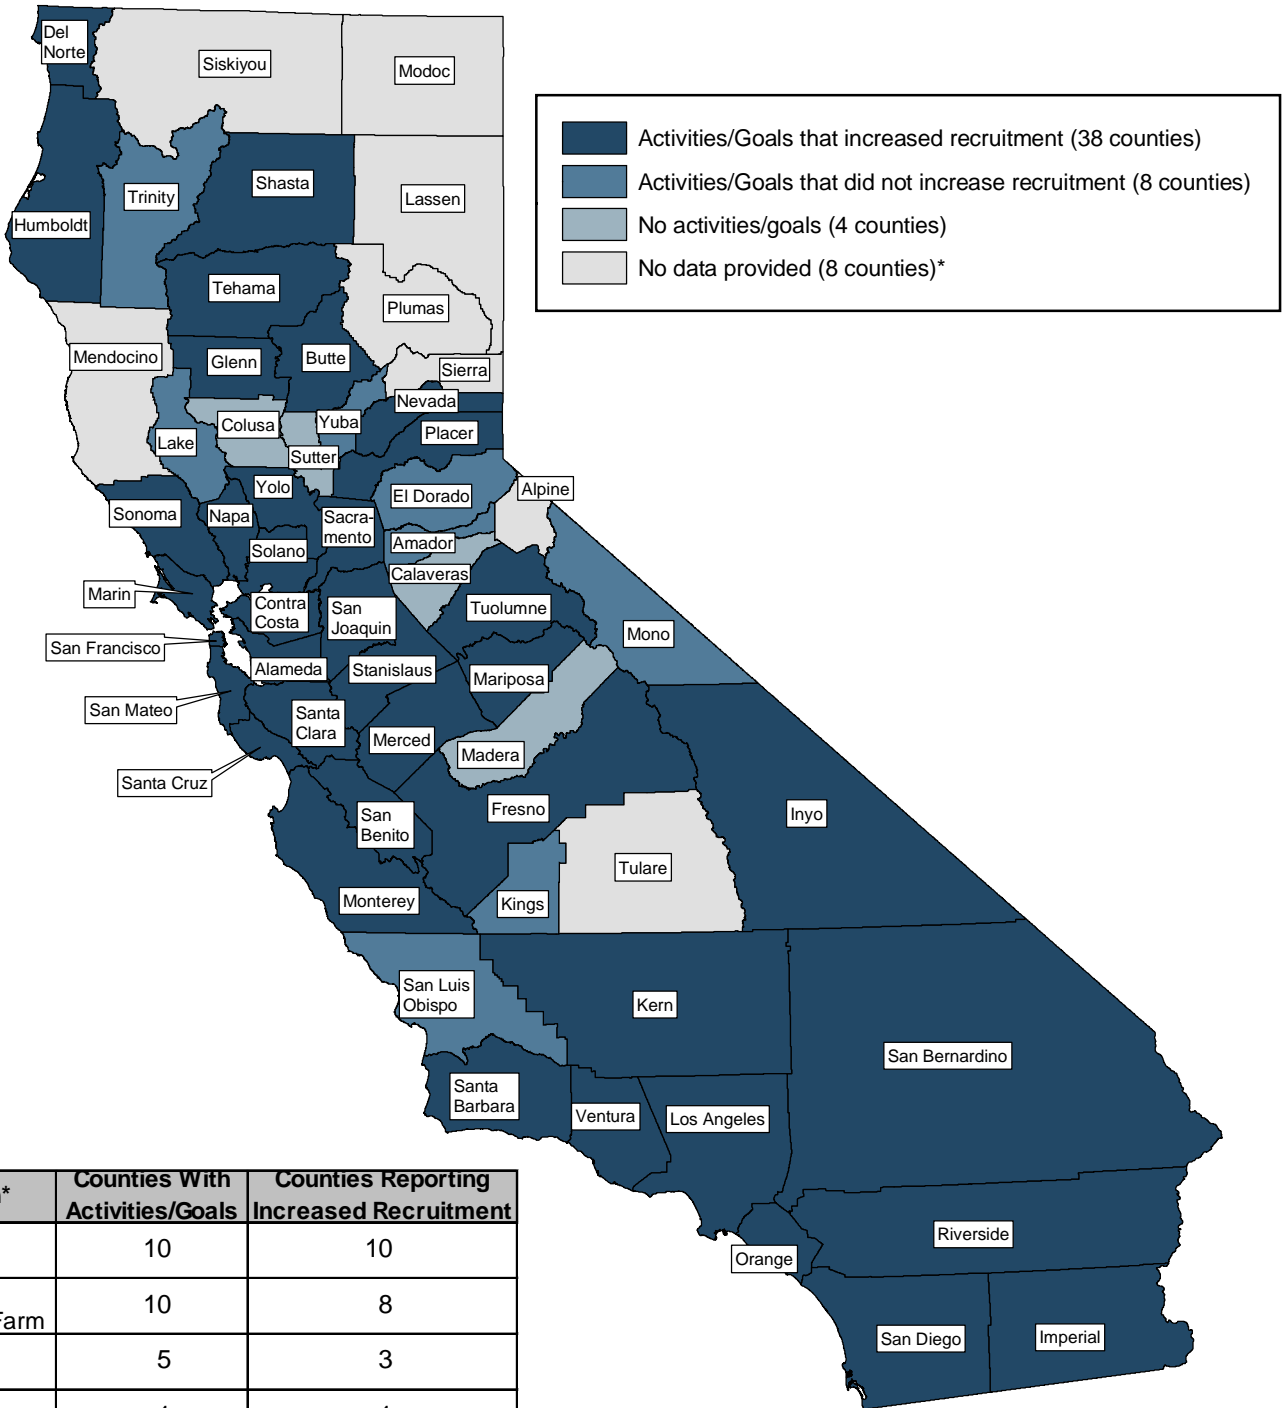 Del
Norte
Siskiyou
Modoc
Activities/Goals that increased recruitment (38 counties)
Activities/Goals that did not increase recruitment (8 counties)
No activities/goals (4 counties)
No data provided (8 counties)*
Trinity
Shasta
Lassen
Humboldt
Tehama
Plumas
Mendocino
Glenn
Butte
Sierra
Nevada
Colusa
Yuba
Placer
Lake
Sutter
Yolo
El Dorado
Alpine
Sonoma
Napa
Sacra-
mento
Solano
Amador
Calaveras
Marin
Contra
Costa
San
Joaquin
Tuolumne
Mono
San Francisco
Alameda
Stanislaus
Mariposa
San Mateo
Santa
Clara
Merced
Madera
Santa Cruz
Fresno
Inyo
San
Benito
Tulare
Monterey
Kings
San Luis
Obispo
Kern
San Bernardino
Santa
Barbara
Ventura
Los Angeles
Riverside
Orange
San Diego
Imperial
* Counties With
Activities/Goals
Counties Reporting
Increased Recruitment
10 10
Farm 10 8
5 3